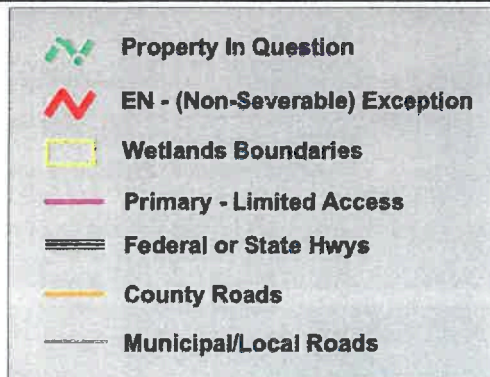 Property In Question
EN - (Non-Severable) Exception
Wetlands Boundaries
Primary - Limited Access
Federal or State Hwys
County Roads
Municipal/Local Roads